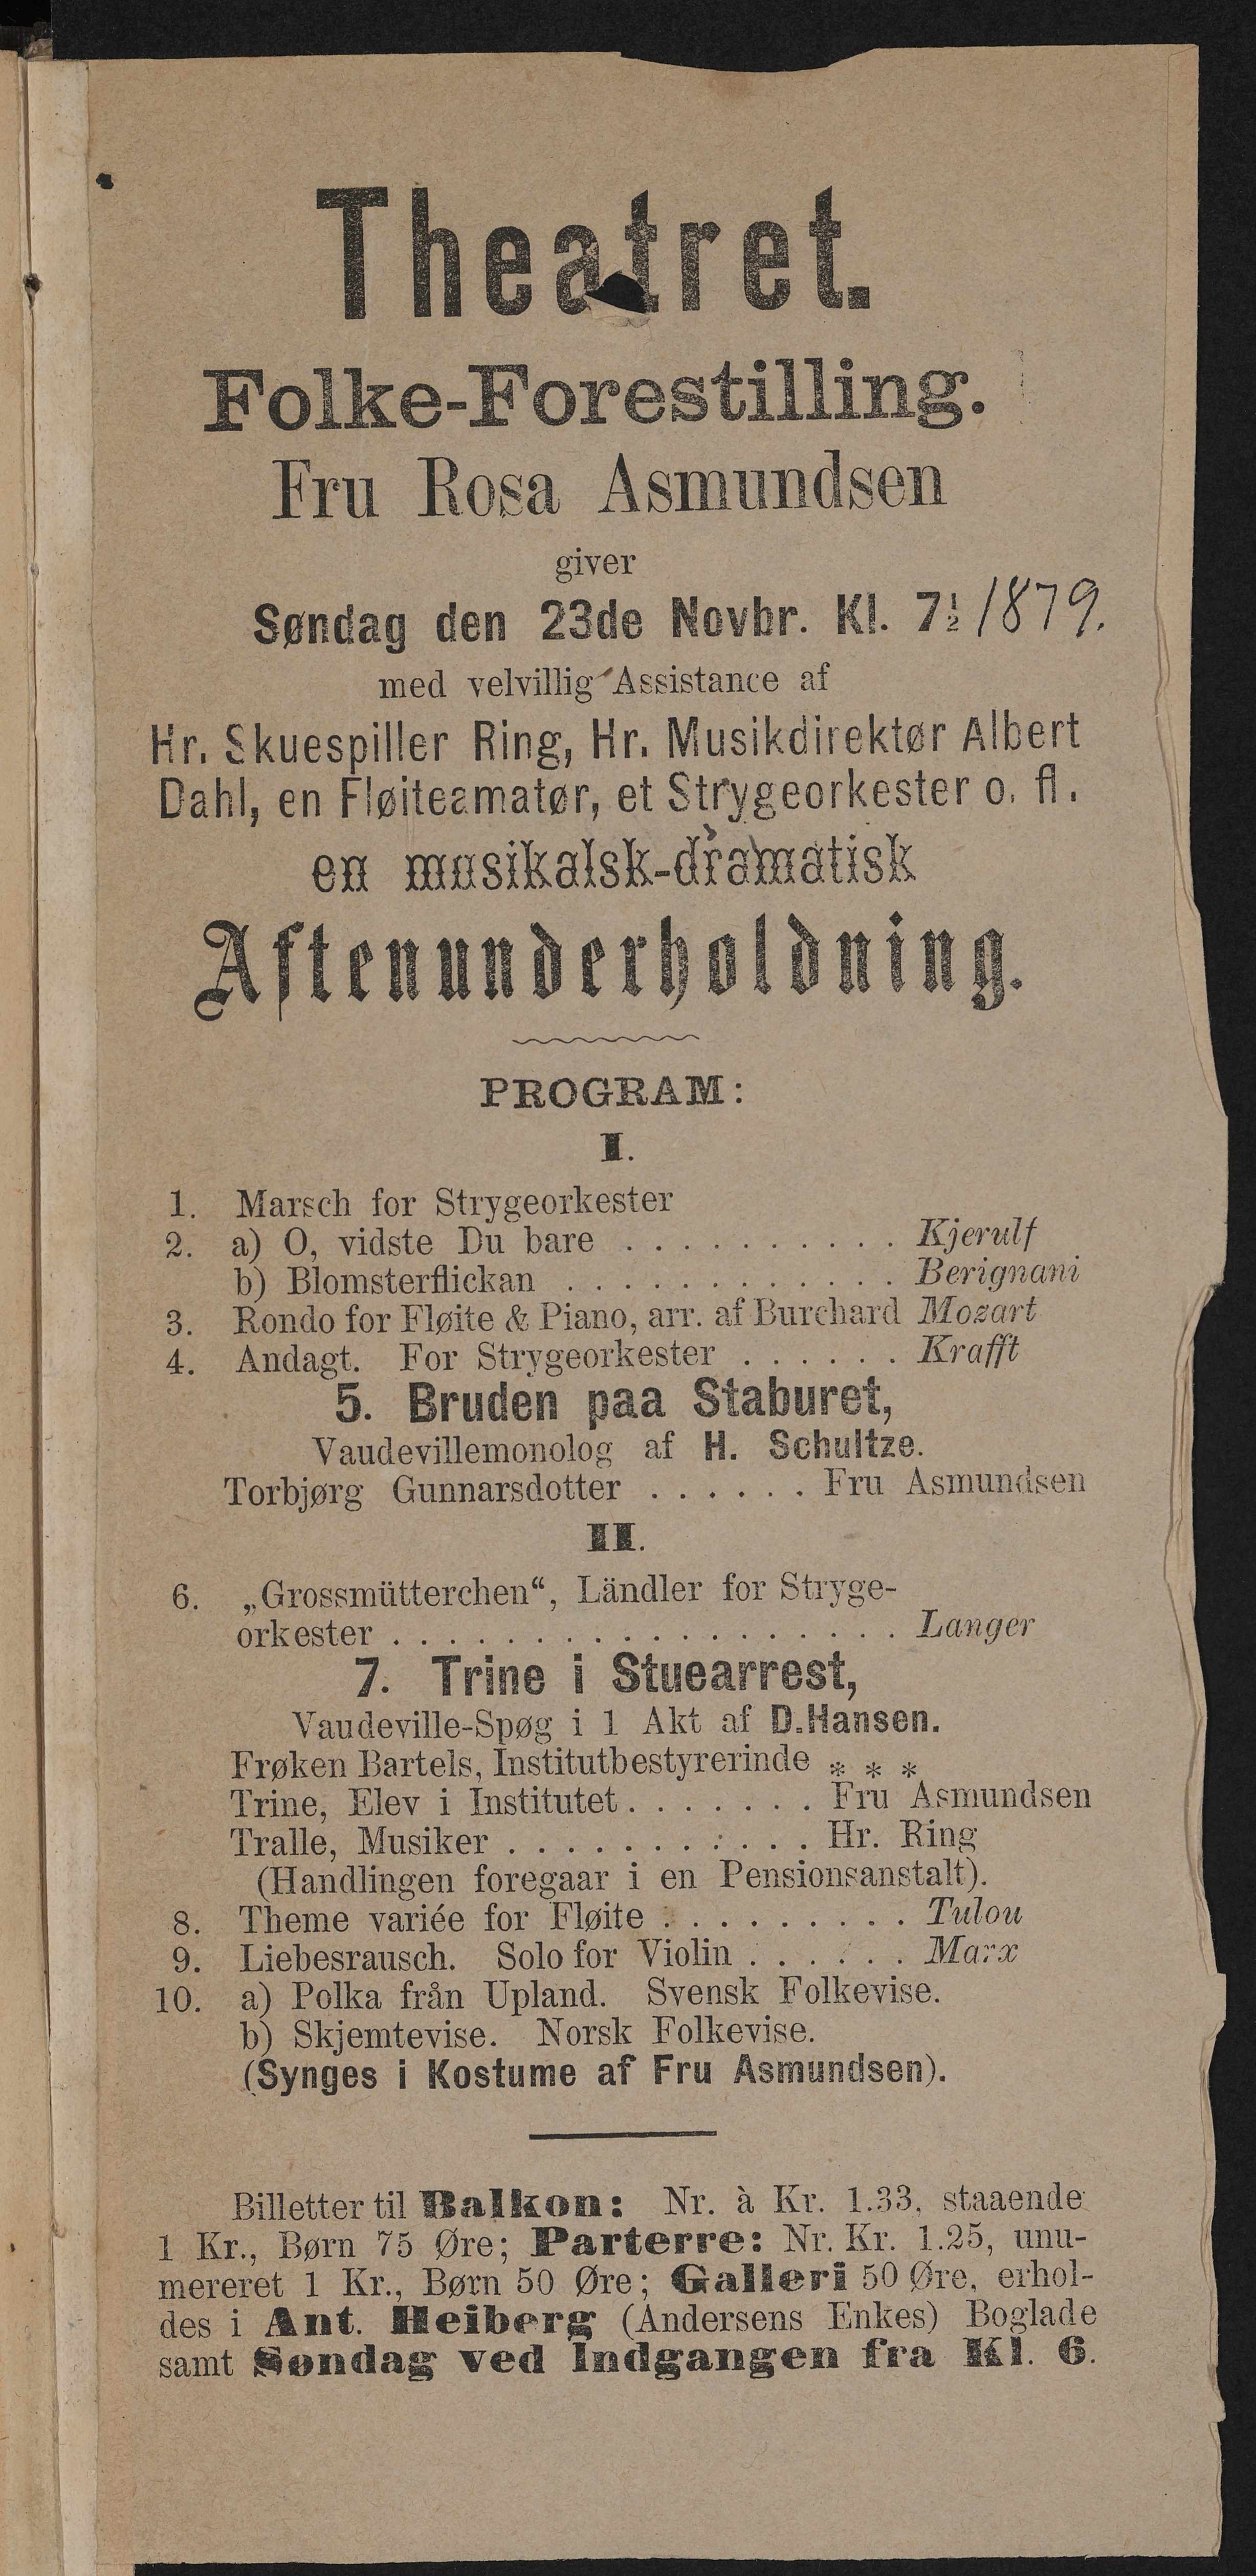 Theatret.
Folke-Forestilling.
Fru Rosa Asmundsen
giver
Søndag den 23de Novbr. Kl. 7½ 1879.
med velvillig Assistance af
Hr. Skuespiller Ring, Hr. Musikdirektør Albert
Dahl, en Fløiteamatør, et Strygeorkester o. fl.
en musikalsk-dramatisk
Aftenunderholdning.
PROGRAM:
I.
1. Marsch for Strygeorkester
2. a) O, vidste Du bare . . . . . . . . . . Kjerulf
b) Blomsterflickan . . . . . . . . . . . . Berignani
3. Rondo for Fløite & Piano, arr. af Burchard Mozart
4. Andagt. For Strygeorkester . . . . . . Krafft
5. Bruden paa Staburet,
Vaudevillemonolog af H. Schultze.
Torbjørg Gunnarsdotter . . . . . . Fru Asmundsen
II.
6. „Grossmütterchen“, Ländler for Stryge-
orkester . . . . . . . . . . . . . . . . . . Langer
7. Trine i Stuearrest,
Vaudeville-Spøg i 1 Akt af D. Hansen.
Frøken Bartels, Institutbestyrerinde * * *
Trine, Elev i Institutet . . . . . . . Fru Asmundsen
Tralle, Musiker . . . . . . . . . . . Hr. Ring
(Handlingen foregaar i en Pensionsanstalt).
8. Theme variée for Fløite . . . . . . . . . Tulou
9. Liebesrausch. Solo for Violin . . . . . . Marx
10. a) Polka från Upland. Svensk Folkevise.
b) Skjemtevise. Norsk Folkevise.
(Synges i Kostume af Fru Asmundsen).
Billetter til Balkon: Nr. à Kr. 1.33, staaende
1 Kr., Børn 75 Øre; Parterre: Nr. Kr. 1.25, unu-
mereret 1 Kr., Børn 50 Øre; Galleri 50 Øre, erhol-
des i Ant. Heiberg (Andersens Enkes) Boglade
samt Søndag ved Indgangen fra Kl. 6.